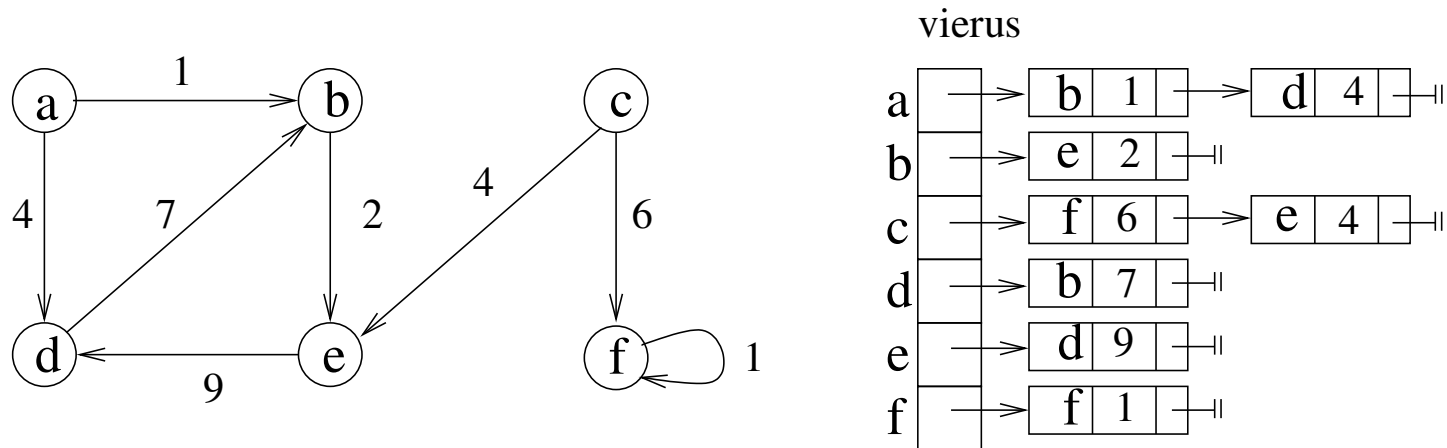 vierus
a 1 b c
4 7 2 4 6
d 9 e f 1
a b 1 d 4
b e 2
c f 6 e 4
d b 7
e d 9
f f 1